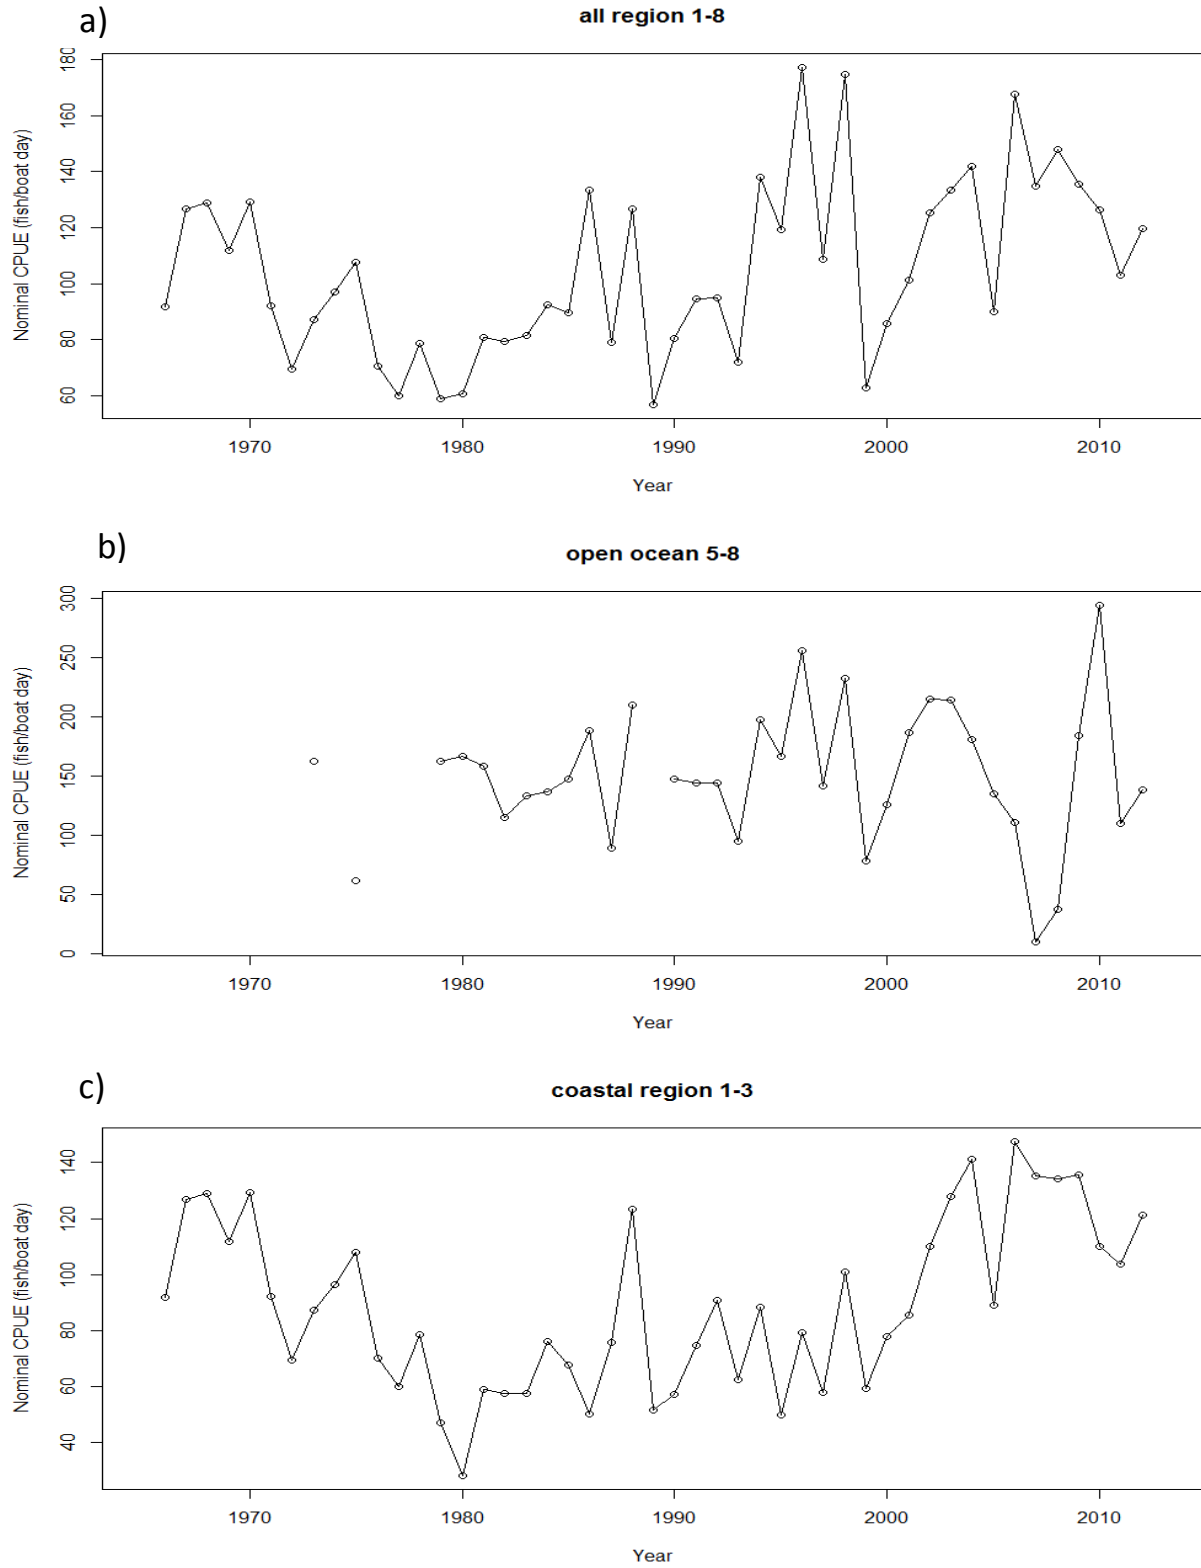 a)
all region 1-8
Nominal CPUE (fish/boat day)
180
160
140
120
100
80
60
1970 1980 1990 2000 2010
Year
b)
open ocean 5-8
Nominal CPUE (fish/boat day)
300
250
200
150
100
50
0
1970 1980 1990 2000 2010
Year
c)
coastal region 1-3
Nominal CPUE (fish/boat day)
140
120
100
80
60
40
1970 1980 1990 2000 2010
Year